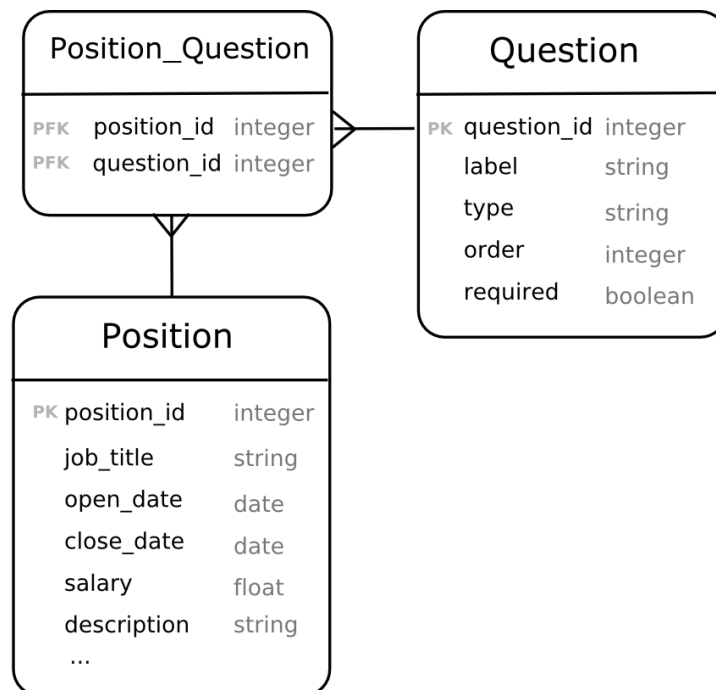 Position_Question
PFK position_id integer
PFK question_id integer
Question
PK question_id integer
label string
type string
order integer
required boolean
Position
PK position_id integer
job_title string
open_date date
close_date date
salary float
description string
...